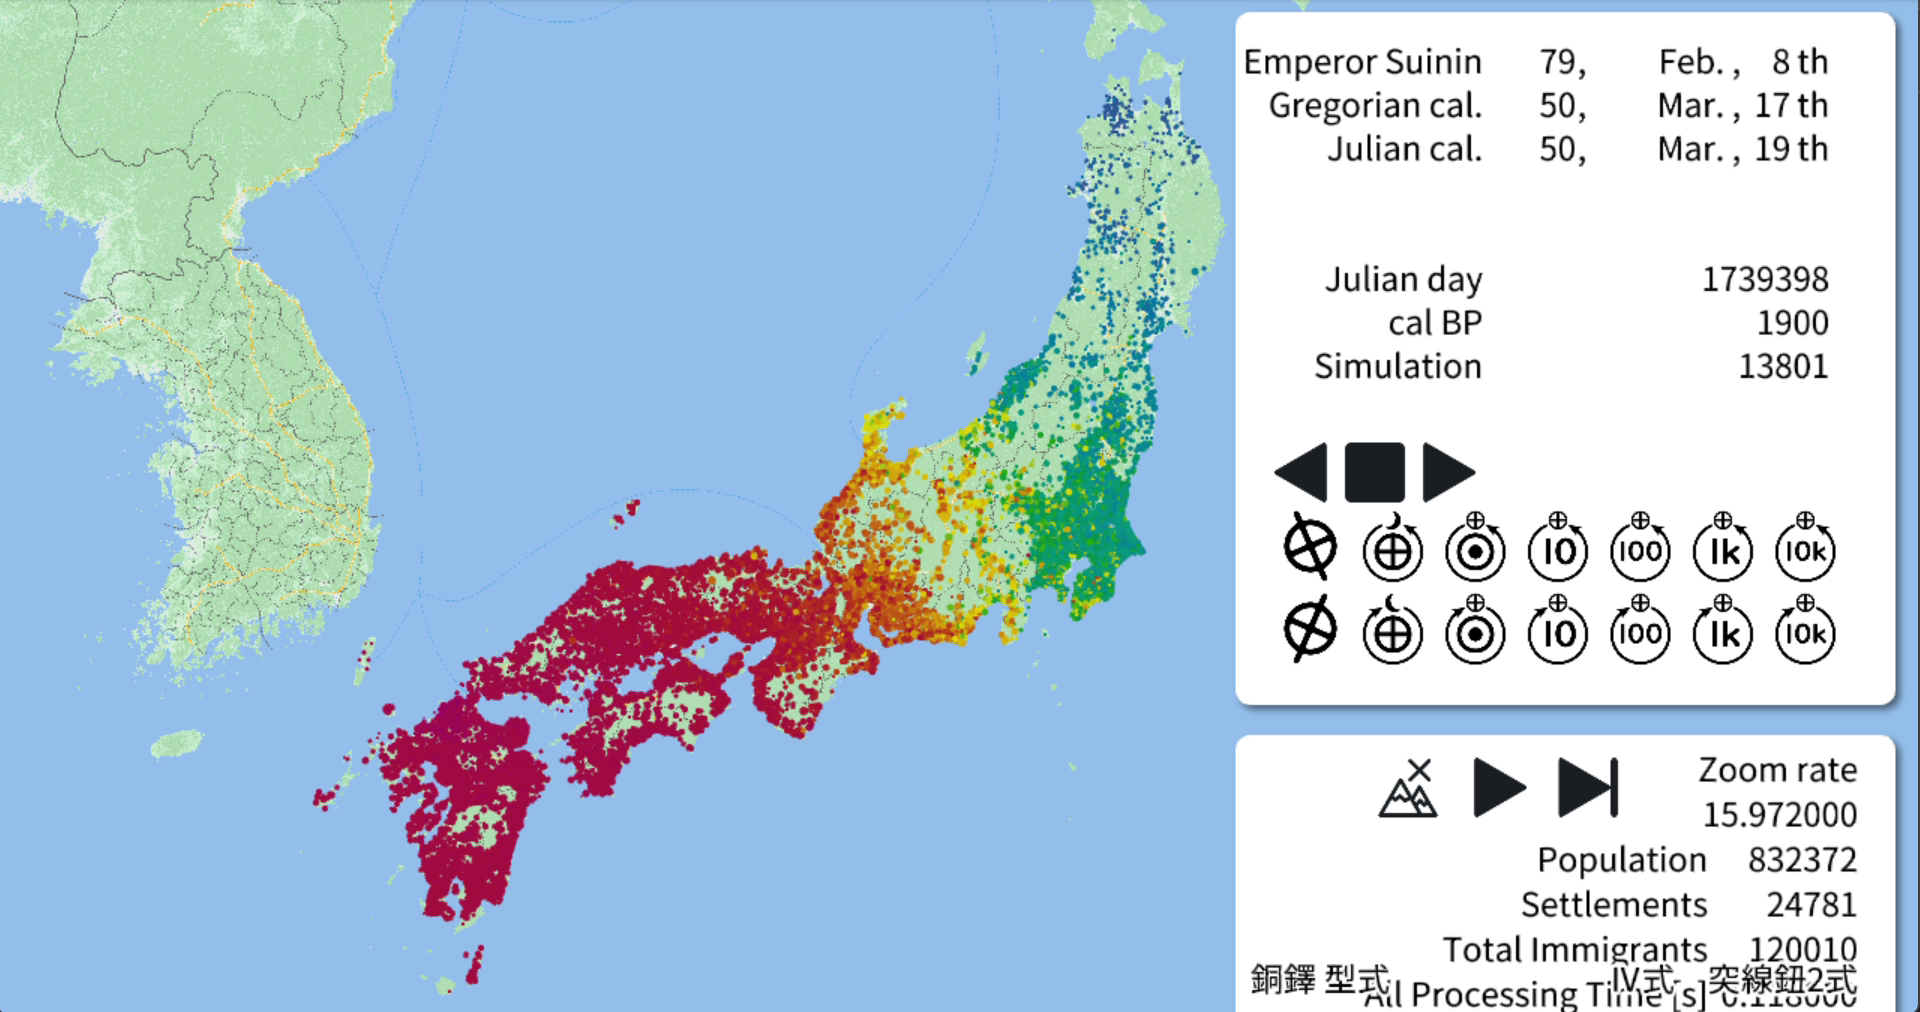 Emperor Suinin 79, Feb. , 8 th
Gregorian cal. 50, Mar. , 17 th
Julian cal. 50, Mar. , 19 th
Julian day 1739398
cal BP 1900
Simulation 13801
10 100 1k 10k
10 100 1k 10k
Zoom rate
15.972000
Population 832372
Settlements 24781
Total Immigrants 120010
銅鐸 型式 Ⅳ式 突線鈕2式
All Processing Time [s]